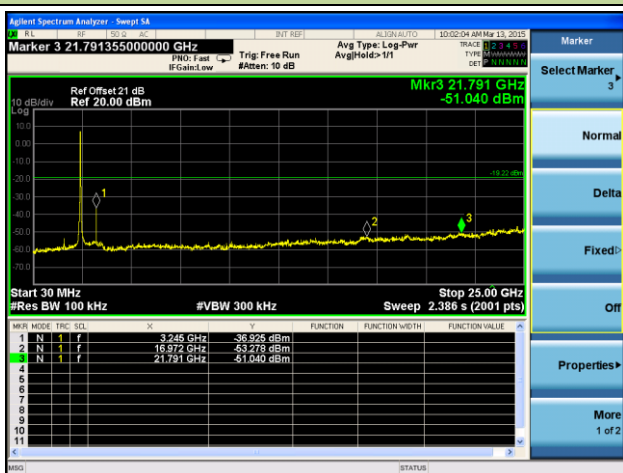 Agilent Spectrum Analyzer - Swept SA
RL RF 50 Ω AC INT REF ALIGN AUTO 10:02:04 AM Mar 13, 2015
Marker 3 21.791355000000 GHz
PNO: Fast
IFGain:Low
Trig: Free Run
#Atten: 10 dB
Avg Type: Log-Pwr
Avg|Hold:>1/1
TRACE 1 2 3 4 5 6
TYPE M
DET P N N N N N
Ref Offset 21 dB
10 dB/div Ref 20.00 dBm
Log
Mkr3 21.791 GHz
-51.040 dBm
10.0
0.00
-10.0
-20.0
-30.0
-40.0
-50.0
-60.0
-70.0
-19.22 dBm
1
2
3
Start 30 MHz
Stop 25.00 GHz
#Res BW 100 kHz #VBW 300 kHz Sweep 2.386 s (2001 pts)
MKR MODE TRC SCL X Y FUNCTION FUNCTION WIDTH FUNCTION VALUE
1 N 1 f 3.245 GHz -36.925 dBm
2 N 1 f 16.972 GHz -53.278 dBm
3 N 1 f 21.791 GHz -51.040 dBm
4
5
6
7
8
9
10
11
MSG STATUS
Marker
Select Marker
3
Normal
Delta
Fixed
Off
Properties
More
1 of 2